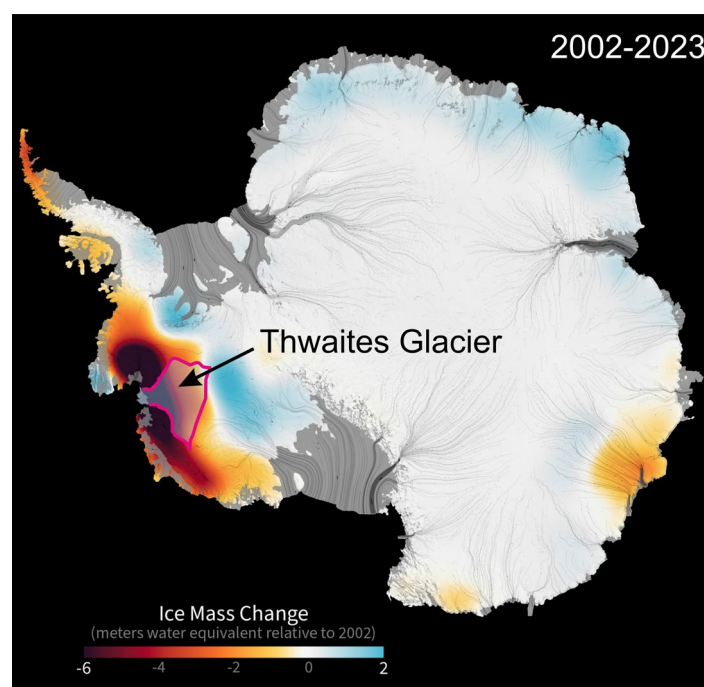 2002-2023
Thwaites Glacier
Ice Mass Change
(meters water equivalent relative to 2002)
-6 -4 -2 0 2